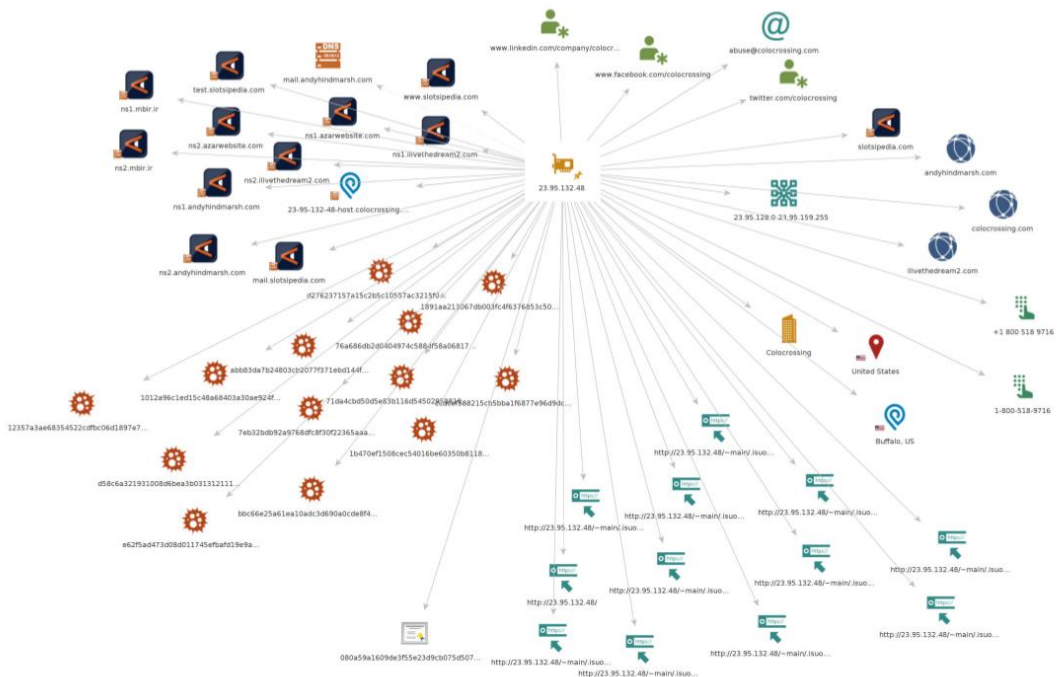 www.linkedin.com/company/colocr...
abuse@colocrossing.com
www.facebook.com/colocrossing
twitter.com/colocrossing
DNS
mail.andyhindmarsh.com
test.slotsipedia.com
www.slotsipedia.com
ns1.mbir.ir
ns1.azarwebsite.com
ns2.azarwebsite.com
ns1.ilivethedream2.com
slotsipedia.com
ns2.mbir.ir
ns2.ilivethedream2.com
andyhindmarsh.com
23.95.132.48
ns1.andyhindmarsh.com
23-95-132-48-host.colocrossing....
23.95.128.0-23.95.159.255
colocrossing.com
ns2.andyhindmarsh.com
mail.slotsipedia.com
ilivethedream2.com
+1 800 518 9716
Colocrossing
United States
1-800-518-9716
Buffalo, US
76a686db2d0404974c5884f58a06817...
abb83da7b24803cb2077f371ebd144f...
1012a96c1ed15c48a68403a30ae924f...
12357a3ae68354522cdfbc06d1897e7...
7eb32bdb92a9768dfc8f30f22365aaa...
1b470ef1508cec54016be60350b8118...
d58c6a321931008d6bea3b031312111...
bbc66e25a61ea10adc3d690a0cde8f4...
e62f5ad473d08d011745efbafd19e9a...
http://23.95.132.48/~main/.isuo...
http://23.95.132.48/~main/.isuo...
http://23.95.132.48/~main/.isuo...
http://23.95.132.48/~main/.isuo...
http://23.95.132.48/~main/.isuo...
http://23.95.132.48/~main/.isuo...
http://23.95.132.48/~main/.isuo...
http://23.95.132.48/
http://23.95.132.48/~main/.isuo...
http://23.95.132.48/~main/.isuo...
080a59a1609de3f55e23d9cb075d507...
http://23.95.132.48/~main/.isuo...
http://23.95.132.48/~main/.isuo...